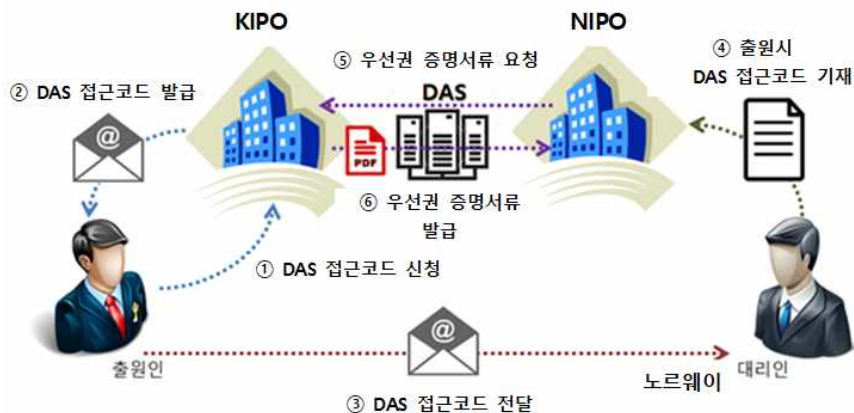 KIPO
NIPO
⑤ 우선권 증명서류 요청
④ 출원시
DAS 접근코드 기재
② DAS 접근코드 발급
DAS
@
PDF
⑥ 우선권 증명서류
발급
① DAS 접근코드 신청
@
출원인
노르웨이
대리인
③ DAS 접근코드 전달